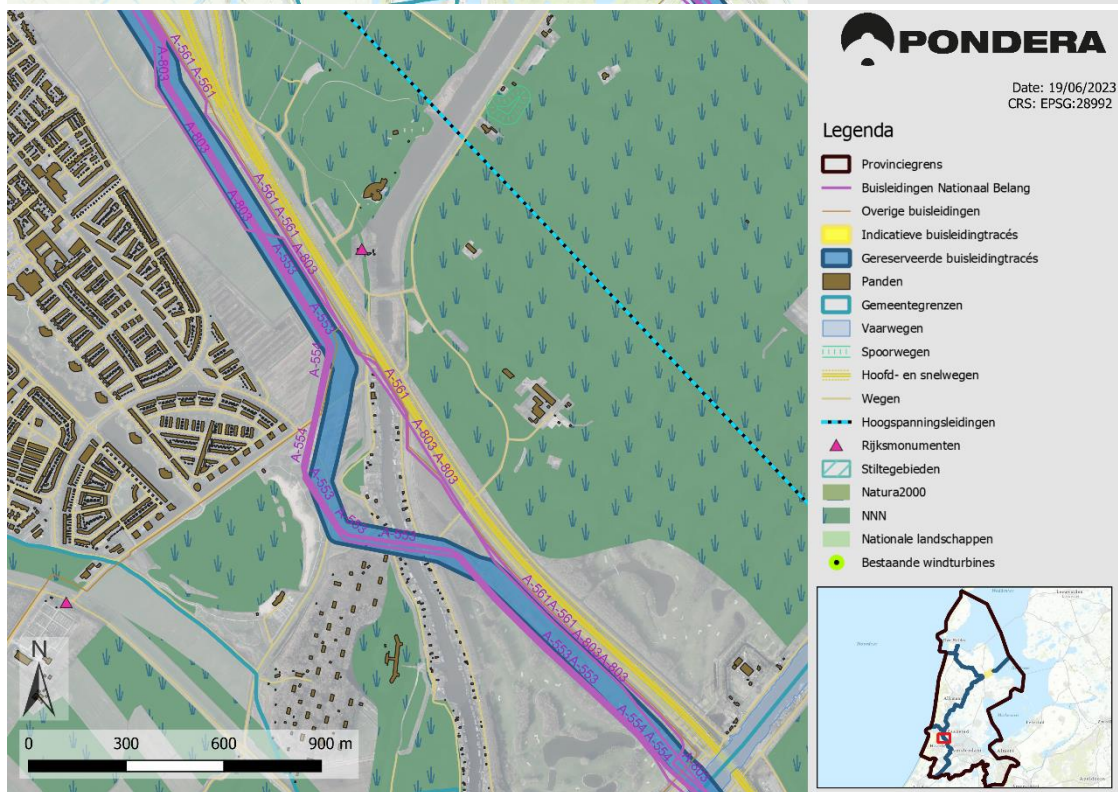 PONDERA
Date: 19/06/2023
CRS: EPSG:28992
Legenda
Provinciegrens
Buisleidingen Nationaal Belang
Overige buisleidingen
Indicatieve buisleidingtracés
Gereserveerde buisleidingtracés
Panden
Gemeentegrenzen
Vaarwegen
Spoorwegen
Hoofd- en snelwegen
Wegen
Hoogspanningsleidingen
Rijksmonumenten
Stiltegebieden
Natura2000
NNN
Nationale landschappen
Bestaande windturbines
A-803
A-561
A-561
A-803
A-803
A-561
A-561
A-803
A-553
A-553
A-554
A-561
A-554
A-803
A-803
A-553
A-553
A-553
A-561
A-561
A-803
A-803
A-553
A-553
A-554
A-554
A-803
N
0 300 600 900 m